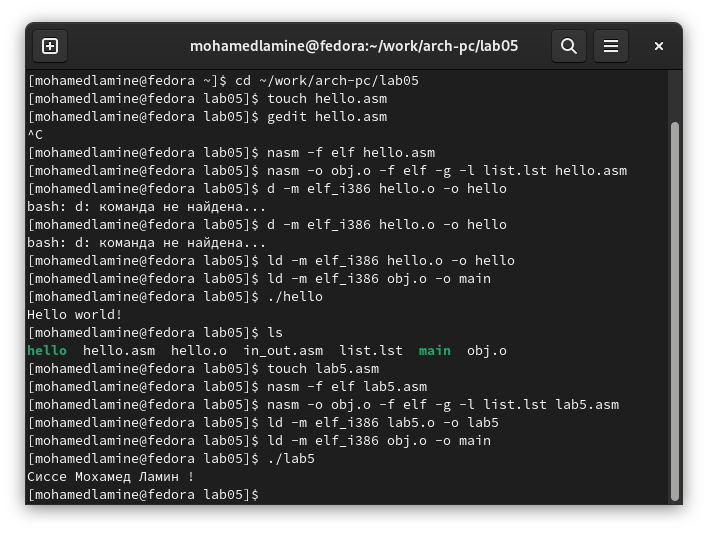 mohamedlamine@fedora:~/work/arch-pc/lab05
[mohamedlamine@fedora ~]$ cd ~/work/arch-pc/lab05
[mohamedlamine@fedora lab05]$ touch hello.asm
[mohamedlamine@fedora lab05]$ gedit hello.asm
^C
[mohamedlamine@fedora lab05]$ nasm -f elf hello.asm
[mohamedlamine@fedora lab05]$ nasm -o obj.o -f elf -g -l list.lst hello.asm
[mohamedlamine@fedora lab05]$ d -m elf_i386 hello.o -o hello
bash: d: команда не найдена...
[mohamedlamine@fedora lab05]$ d -m elf_i386 hello.o -o hello
bash: d: команда не найдена...
[mohamedlamine@fedora lab05]$ ld -m elf_i386 hello.o -o hello
[mohamedlamine@fedora lab05]$ ld -m elf_i386 obj.o -o main
[mohamedlamine@fedora lab05]$ ./hello
Hello world!
[mohamedlamine@fedora lab05]$ ls
hello  hello.asm  hello.o  in_out.asm  list.lst  main  obj.o
[mohamedlamine@fedora lab05]$ touch lab5.asm
[mohamedlamine@fedora lab05]$ nasm -f elf lab5.asm
[mohamedlamine@fedora lab05]$ nasm -o obj.o -f elf -g -l list.lst lab5.asm
[mohamedlamine@fedora lab05]$ ld -m elf_i386 lab5.o -o lab5
[mohamedlamine@fedora lab05]$ ld -m elf_i386 obj.o -o main
[mohamedlamine@fedora lab05]$ ./lab5
Сиссе Мохамед Ламин !
[mohamedlamine@fedora lab05]$